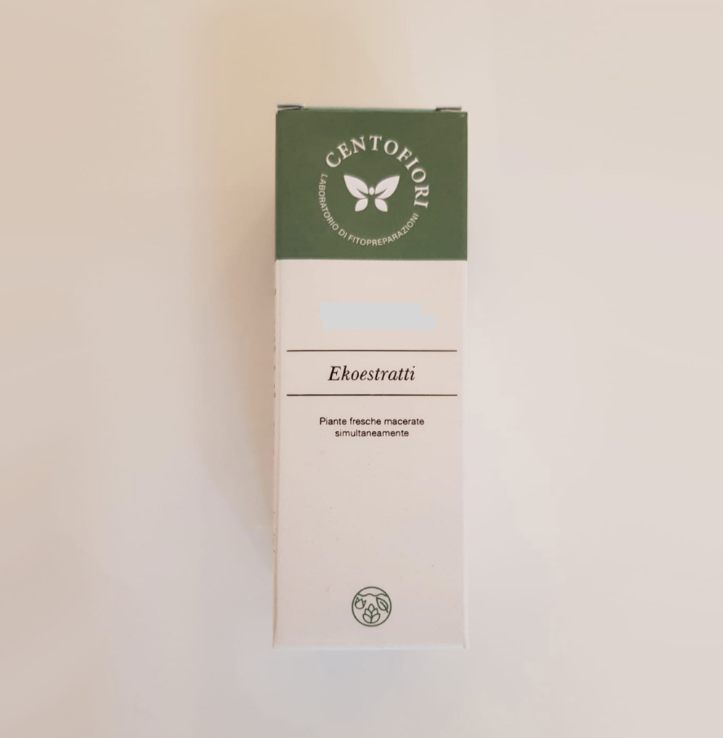 CENTOFIORI
LABORATORIO DI FITOPREPARAZIONI
Ekoestratti
Piante fresche macerate
simultaneamente